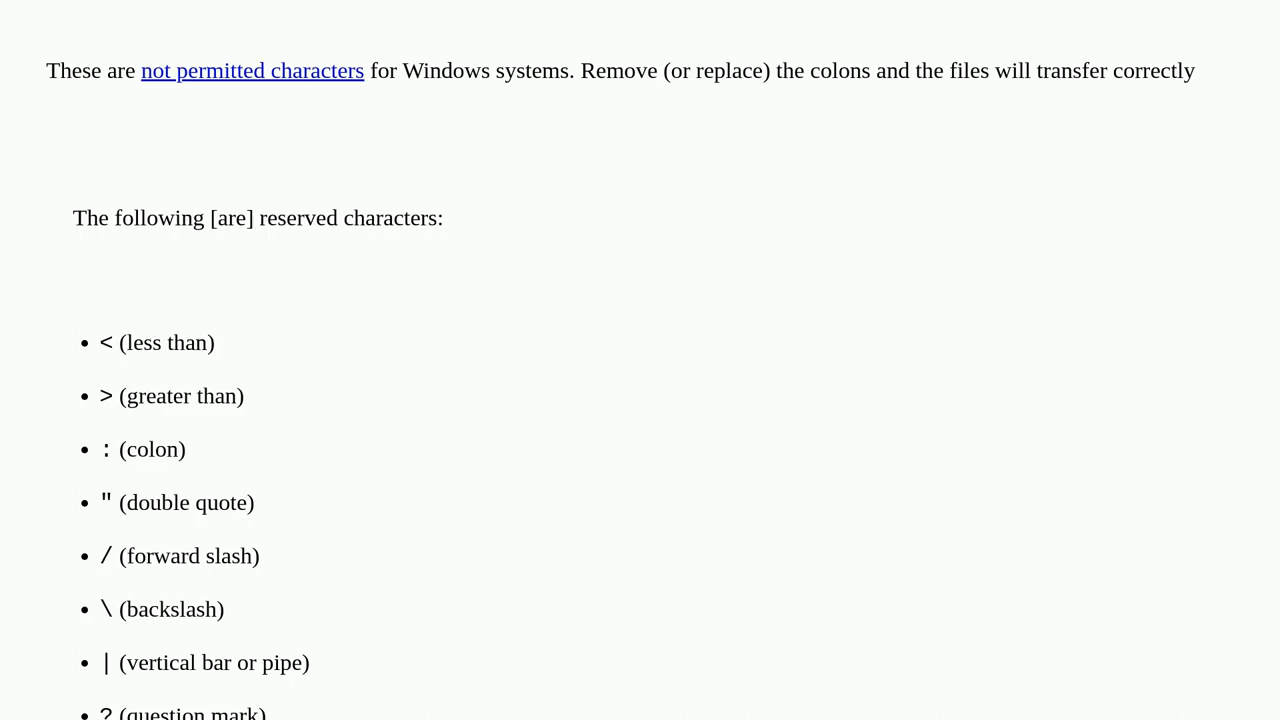 These are not permitted characters for Windows systems. Remove (or replace) the colons and the files will transfer correctly
The following [are] reserved characters:
• < (less than)
• > (greater than)
• : (colon)
• " (double quote)
• / (forward slash)
• \ (backslash)
• | (vertical bar or pipe)
• ? (question mark)